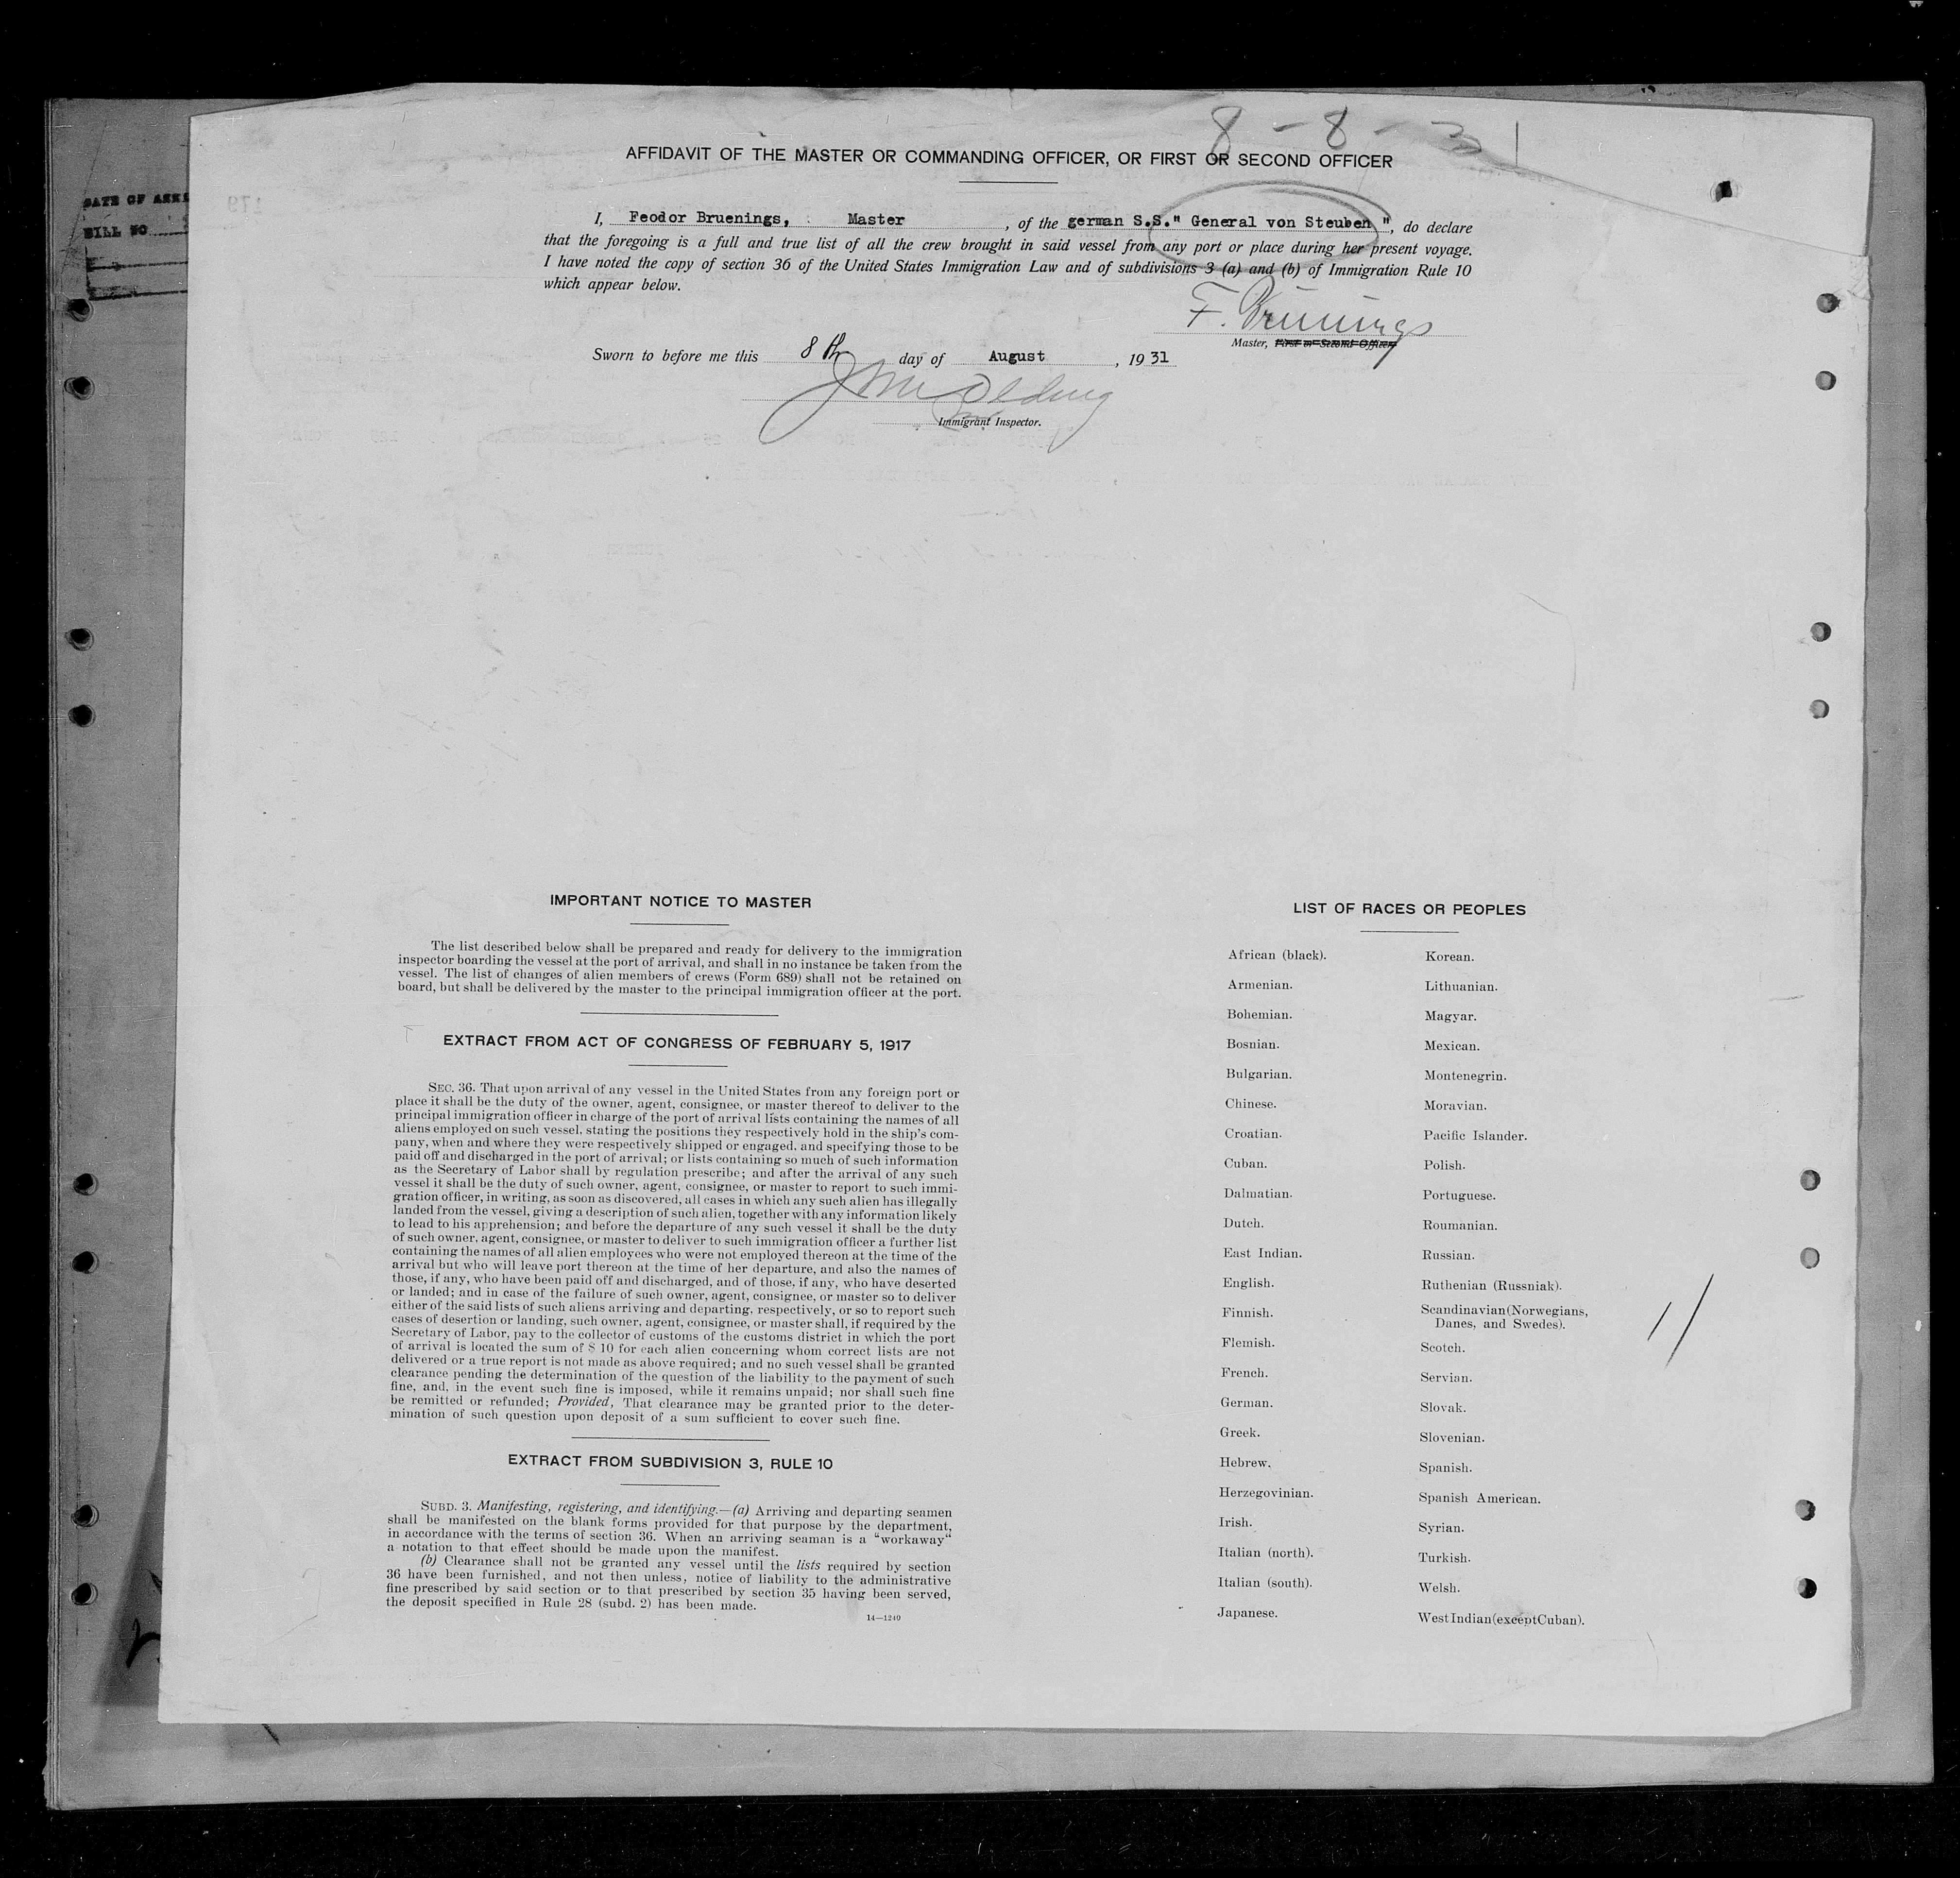 8 - 8 - 31
AFFIDAVIT OF THE MASTER OR COMMANDING OFFICER, OR FIRST OR SECOND OFFICER
DATE OF
BILL NO
179
I, Feodor Bruenings, Master, of the german S.S." General von Steuben ", do declare
that the foregoing is a full and true list of all the crew brought in said vessel from any port or place during her present voyage.
I have noted the copy of section 36 of the United States Immigration Law and of subdivisions 3 (a) and (b) of Immigration Rule 10
which appear below.
F. Brünings
Master, First or Second Officer.
Sworn to before me this 8th day of August, 1931
Immigrant Inspector.
IMPORTANT NOTICE TO MASTER
The list described below shall be prepared and ready for delivery to the immigration
inspector boarding the vessel at the port of arrival, and shall in no instance be taken from the
vessel. The list of changes of alien members of crews (Form 689) shall not be retained on
board, but shall be delivered by the master to the principal immigration officer at the port.
EXTRACT FROM ACT OF CONGRESS OF FEBRUARY 5, 1917
SEC. 36. That upon arrival of any vessel in the United States from any foreign port or
place it shall be the duty of the owner, agent, consignee, or master thereof to deliver to the
principal immigration officer in charge of the port of arrival lists containing the names of all
aliens employed on such vessel, stating the positions they respectively hold in the ship's com-
pany, when and where they were respectively shipped or engaged, and specifying those to be
paid off and discharged in the port of arrival; or lists containing so much of such information
as the Secretary of Labor shall by regulation prescribe; and after the arrival of any such
vessel it shall be the duty of such owner, agent, consignee, or master to report to such immi-
gration officer, in writing, as soon as discovered, all cases in which any such alien has illegally
landed from the vessel, giving a description of such alien, together with any information likely
to lead to his apprehension; and before the departure of any such vessel it shall be the duty
of such owner, agent, consignee, or master to deliver to such immigration officer a further list
containing the names of all alien employees who were not employed thereon at the time of the
arrival but who will leave port thereon at the time of her departure, and also the names of
those, if any, who have been paid off and discharged, and of those, if any, who have deserted
or landed; and in case of the failure of such owner, agent, consignee, or master so to deliver
either of the said lists of such aliens arriving and departing, respectively, or so to report such
cases of desertion or landing, such owner, agent, consignee, or master shall, if required by the
Secretary of Labor, pay to the collector of customs of the customs district in which the port
of arrival is located the sum of $ 10 for each alien concerning whom correct lists are not
delivered or a true report is not made as above required; and no such vessel shall be granted
clearance pending the determination of the question of the liability to the payment of such
fine, and, in the event such fine is imposed, while it remains unpaid; nor shall such fine
be remitted or refunded; Provided, That clearance may be granted prior to the deter-
mination of such question upon deposit of a sum sufficient to cover such fine.
EXTRACT FROM SUBDIVISION 3, RULE 10
SUBD. 3. Manifesting, registering, and identifying.—(a) Arriving and departing seamen
shall be manifested on the blank forms provided for that purpose by the department,
in accordance with the terms of section 36. When an arriving seaman is a "workaway"
a notation to that effect should be made upon the manifest.
(b) Clearance shall not be granted any vessel until the lists required by section
36 have been furnished, and not then unless, notice of liability to the administrative
fine prescribed by said section or to that prescribed by section 35 having been served,
the deposit specified in Rule 28 (subd. 2) has been made.
14—1240
LIST OF RACES OR PEOPLES
African (black).
Armenian.
Bohemian.
Bosnian.
Bulgarian.
Chinese.
Croatian.
Cuban.
Dalmatian.
Dutch.
East Indian.
English.
Finnish.
Flemish.
French.
German.
Greek.
Hebrew.
Herzegovinian.
Irish.
Italian (north).
Italian (south).
Japanese.
Korean.
Lithuanian.
Magyar.
Mexican.
Montenegrin.
Moravian.
Pacific Islander.
Polish.
Portuguese.
Roumanian.
Russian.
Ruthenian (Russniak).
Scandinavian (Norwegians,
Danes, and Swedes).
Scotch.
Servian.
Slovak.
Slovenian.
Spanish.
Spanish American.
Syrian.
Turkish.
Welsh.
West Indian (except Cuban).